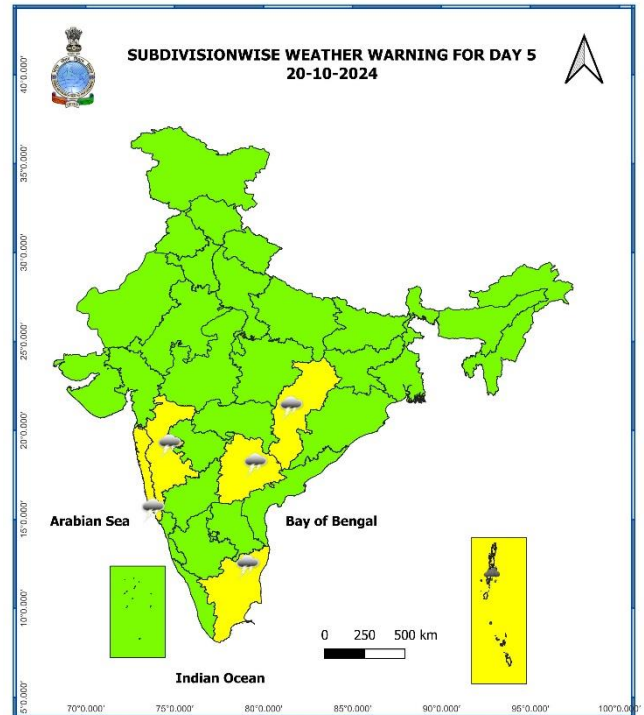 SUBDIVISIONWISE WEATHER WARNING FOR DAY 5
20-10-2024
40°0.000'
35°0.000'
30°0.000'
25°0.000'
20°0.000'
15°0.000'
10°0.000'
5°0.000'
Arabian Sea
Bay of Bengal
0 250 500 km
Indian Ocean
70°0.000' 75°0.000' 80°0.000' 85°0.000' 90°0.000' 95°0.000' 100°0.000'